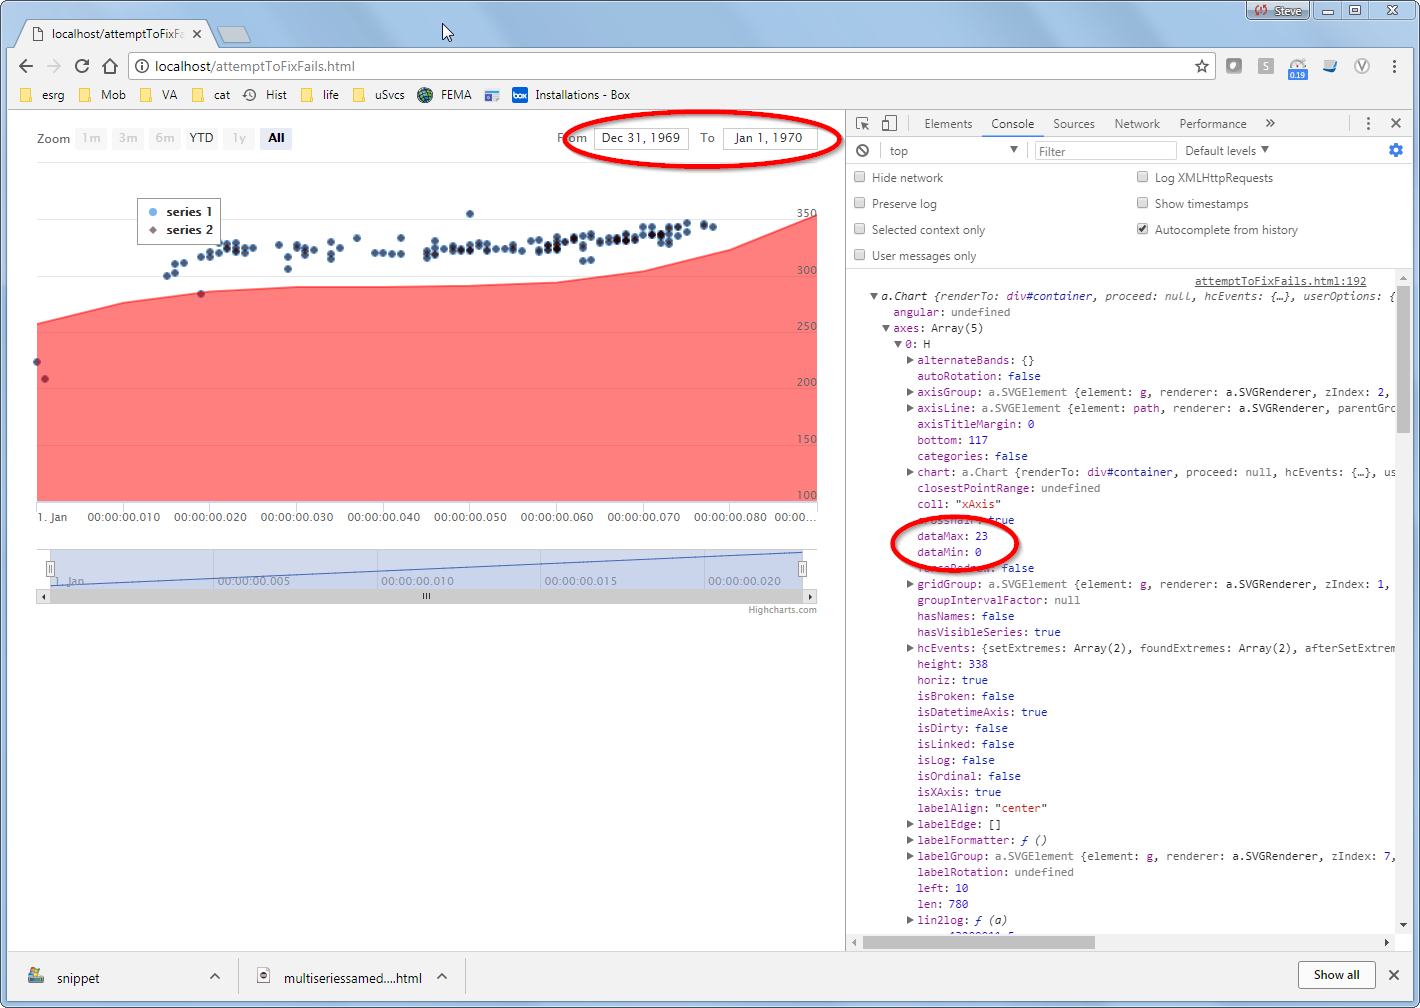 Steve
localhost/attemptToFixFa
localhost/attemptToFixFails.html
0.19
esrg Mob VA cat Hist life uSvcs FEMA box Installations - Box
Zoom 1m 3m 6m YTD 1y All From Dec 31, 1969 To Jan 1, 1970
series 1
series 2
350
300
250
200
150
100
1. Jan 00:00:00.010 00:00:00.020 00:00:00.030 00:00:00.040 00:00:00.050 00:00:00.060 00:00:00.070 00:00:00.080 00:00...
1. Jan 00:00:00.005 00:00:00.010 00:00:00.015 00:00:00.020
Highcharts.com
Elements Console Sources Network Performance »
top Filter Default levels
Hide network Log XMLHttpRequests
Preserve log Show timestamps
Selected context only Autocomplete from history
User messages only
attemptToFixFails.html:192
a.Chart {renderTo: div#container, proceed: null, hcEvents: {…}, userOptions: {
angular: undefined
axes: Array(5)
0: H
alternateBands: {}
autoRotation: false
axisGroup: a.SVGElement {element: g, renderer: a.SVGRenderer, zIndex: 2,
axisLine: a.SVGElement {element: path, renderer: a.SVGRenderer, parentGro
axisTitleMargin: 0
bottom: 117
categories: false
chart: a.Chart {renderTo: div#container, proceed: null, hcEvents: {…}, us
closestPointRange: undefined
coll: "xAxis"
crosshair: true
dataMax: 23
dataMin: 0
forceRedraw: false
gridGroup: a.SVGElement {element: g, renderer: a.SVGRenderer, zIndex: 1,
groupIntervalFactor: null
hasNames: false
hasVisibleSeries: true
hcEvents: {setExtremes: Array(2), foundExtremes: Array(2), afterSetExtrem
height: 338
horiz: true
isBroken: false
isDatetimeAxis: true
isDirty: false
isLinked: false
isLog: false
isOrdinal: false
isXAxis: true
labelAlign: "center"
labelEdge: []
labelFormatter: ƒ ()
labelGroup: a.SVGElement {element: g, renderer: a.SVGRenderer, zIndex: 7,
labelRotation: undefined
left: 10
len: 780
lin2log: ƒ (a)
snippet multiseriessamed....html Show all